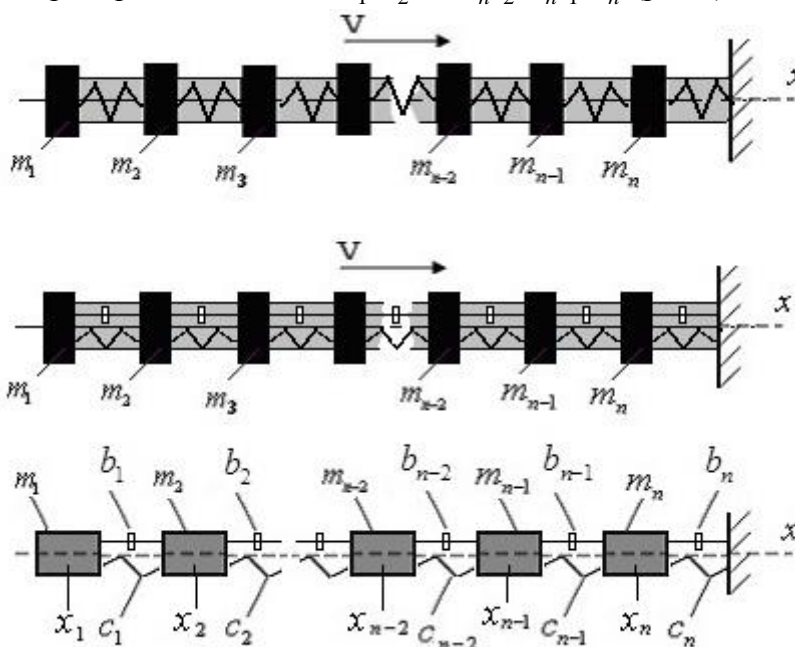 V
x
m₁ m₂ m₃ mₙ₋₂ mₙ₋₁ mₙ
V
x
m₁ m₂ m₃ mₙ₋₂ mₙ₋₁ mₙ
m₁ b₁ m₂ b₂ mₙ₋₂ bₙ₋₂ mₙ₋₁ bₙ₋₁ mₙ bₙ
x
x₁ c₁ x₂ c₂ xₙ₋₂ cₙ₋₂ xₙ₋₁ cₙ₋₁ xₙ cₙ